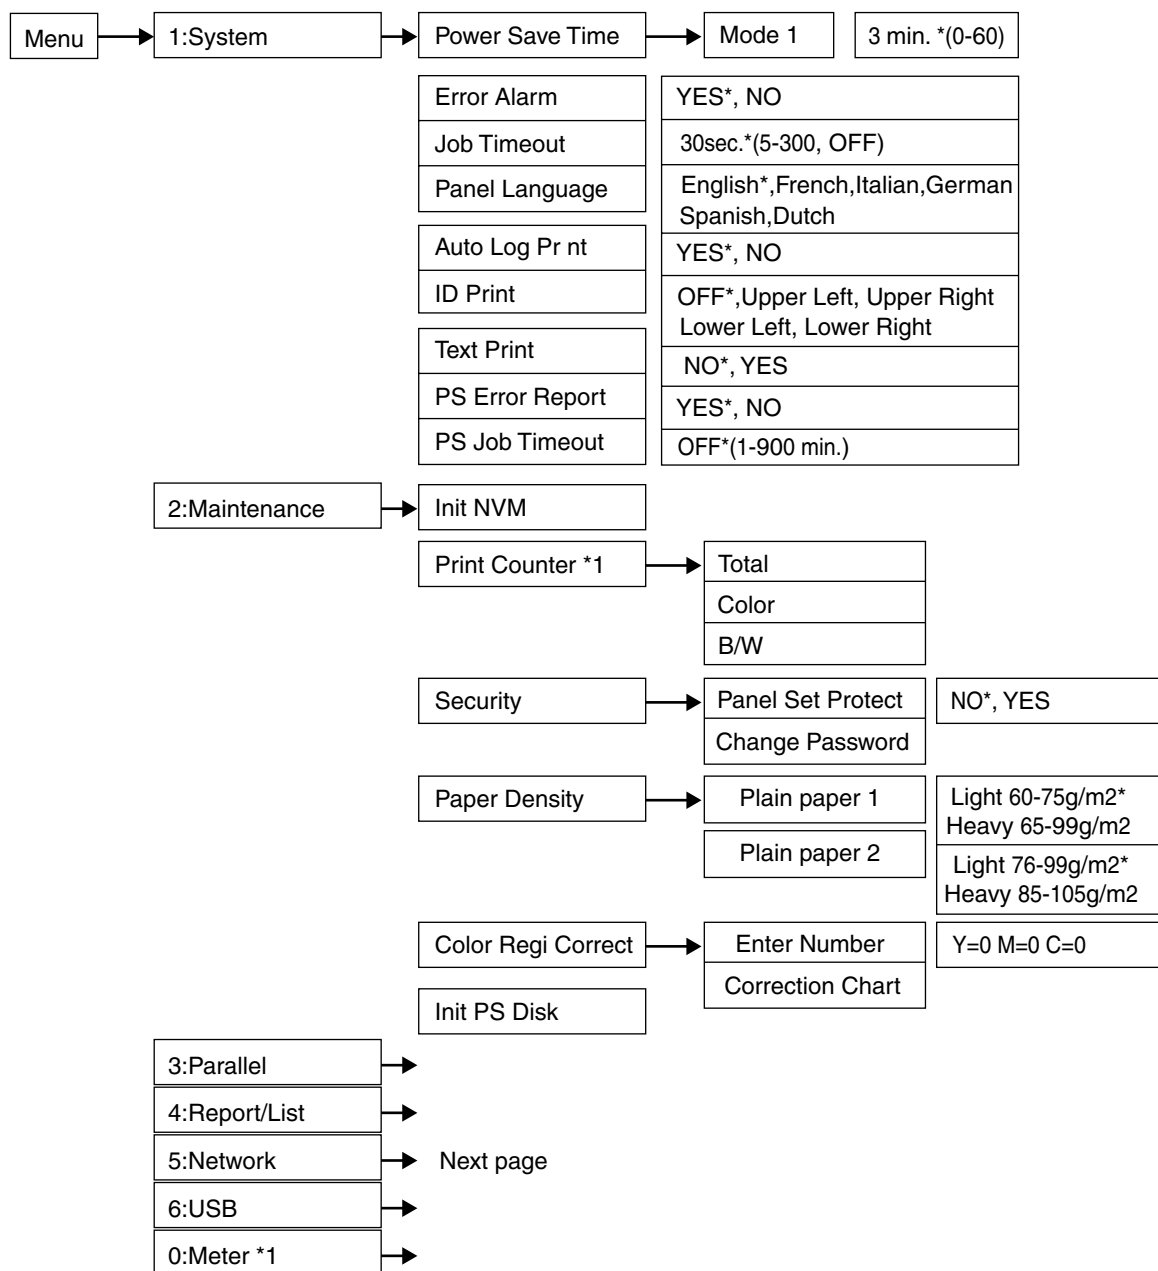 Menu
1:System
Power Save Time
Mode 1
3 min. *(0-60)
Error Alarm
YES*, NO
Job Timeout
30sec.*(5-300, OFF)
Panel Language
English*,French,Italian,German
Spanish,Dutch
Auto Log Pr nt
YES*, NO
ID Print
OFF*,Upper Left, Upper Right
Lower Left, Lower Right
Text Print
NO*, YES
PS Error Report
YES*, NO
PS Job Timeout
OFF*(1-900 min.)
2:Maintenance
Init NVM
Print Counter *1
Total
Color
B/W
Security
Panel Set Protect
NO*, YES
Change Password
Paper Density
Plain paper 1
Light 60-75g/m2*
Heavy 65-99g/m2
Plain paper 2
Light 76-99g/m2*
Heavy 85-105g/m2
Color Regi Correct
Enter Number
Y=0 M=0 C=0
Correction Chart
Init PS Disk
3:Parallel
4:Report/List
5:Network
Next page
6:USB
0:Meter *1